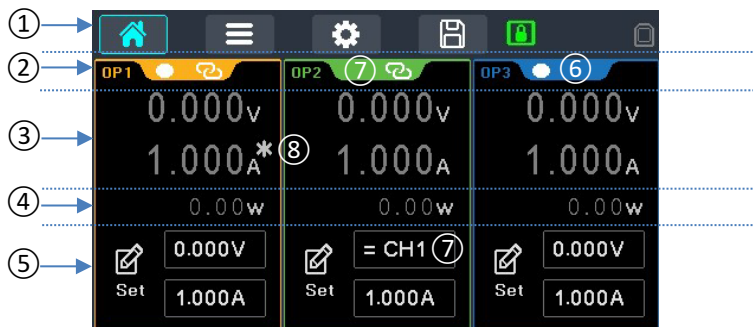 ①
② OP1 OP2 ⑦ OP3 ⑥
0.000V 0.000V 0.000V
③ 1.000A* ⑧ 1.000A 1.000A
④ 0.00W 0.00W 0.00W
⑤ 0.000V = CH1 ⑦ 0.000V
Set Set Set
1.000A 1.000A 1.000A